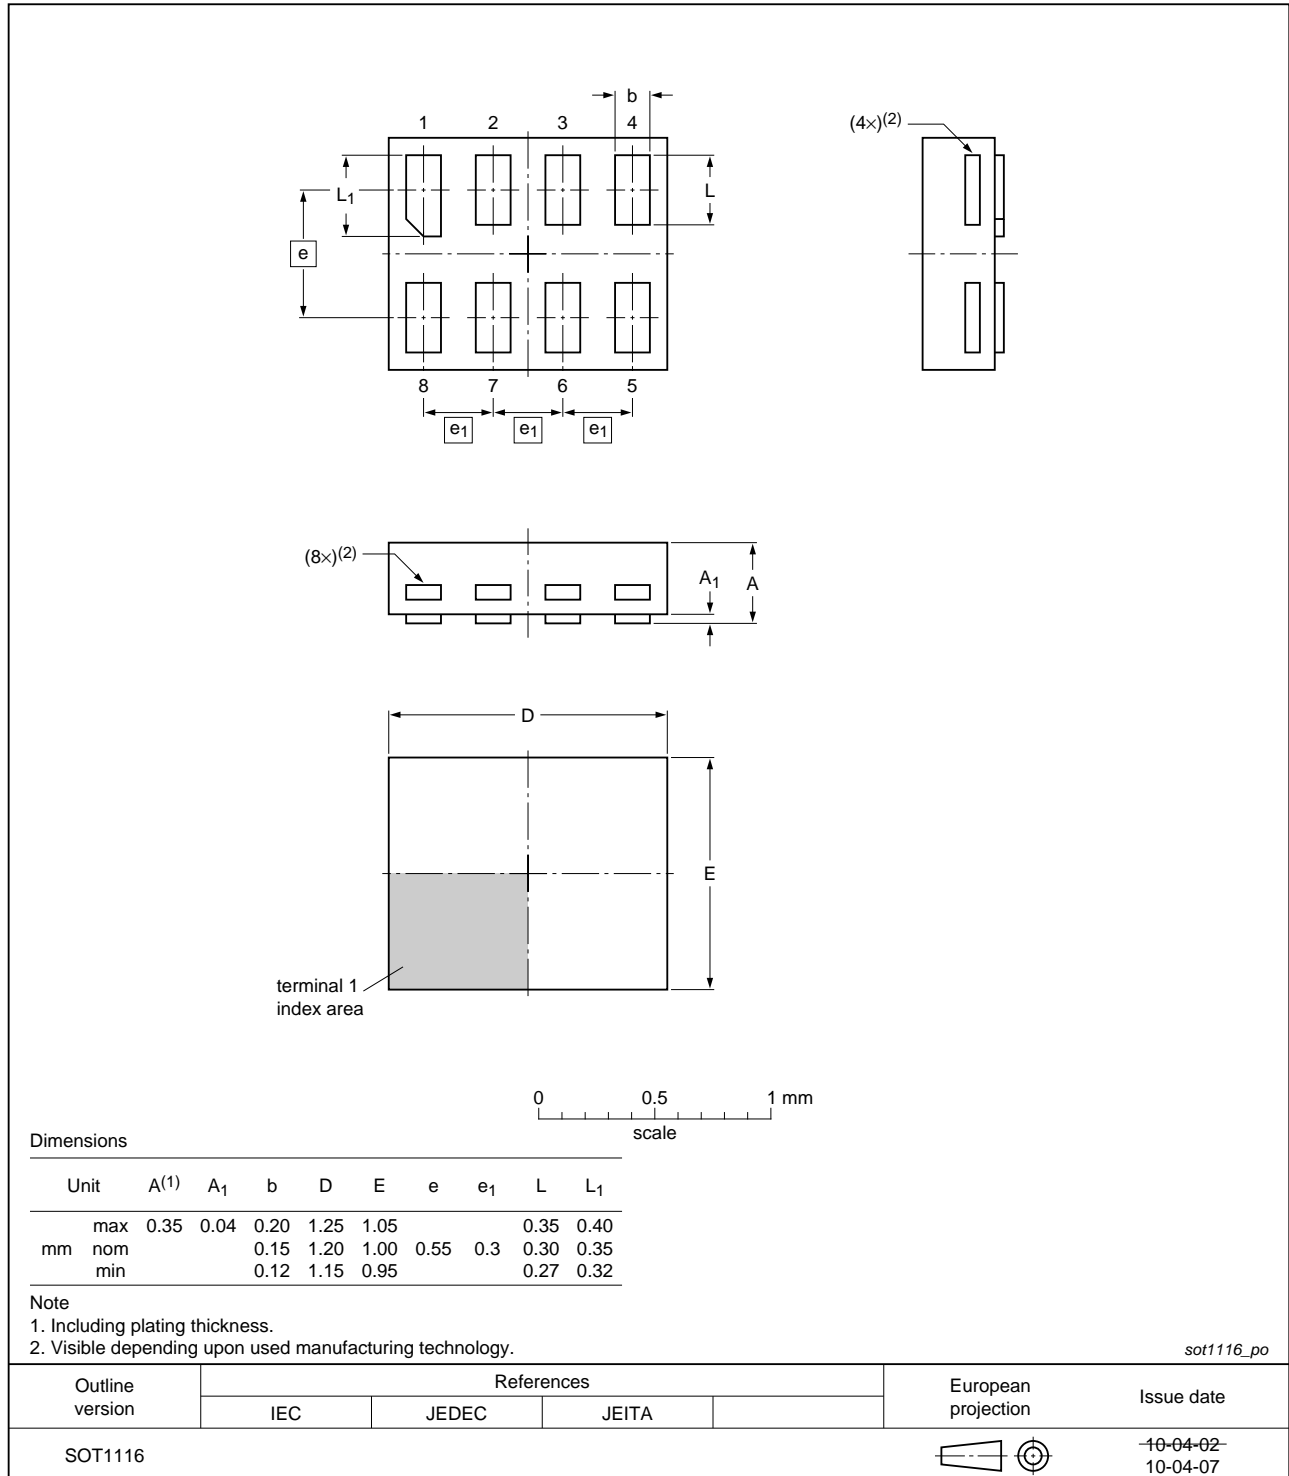 b
1 2 3 4
(4×)(2)
L1
L
e
8 7 6 5
e1 e1 e1
(8×)(2)
A1 A
D
E
terminal 1
index area
0 0.5 1 mm
scale
Dimensions
Unit A(1) A1 b D E e e1 L L1
max 0.35 0.04 0.20 1.25 1.05 0.35 0.40
mm nom 0.15 1.20 1.00 0.55 0.3 0.30 0.35
min 0.12 1.15 0.95 0.27 0.32
Note
1. Including plating thickness.
2. Visible depending upon used manufacturing technology.
sot1116_po
Outline
version
References
IEC JEDEC JEITA
European
projection
Issue date
SOT1116
10-04-02
10-04-07